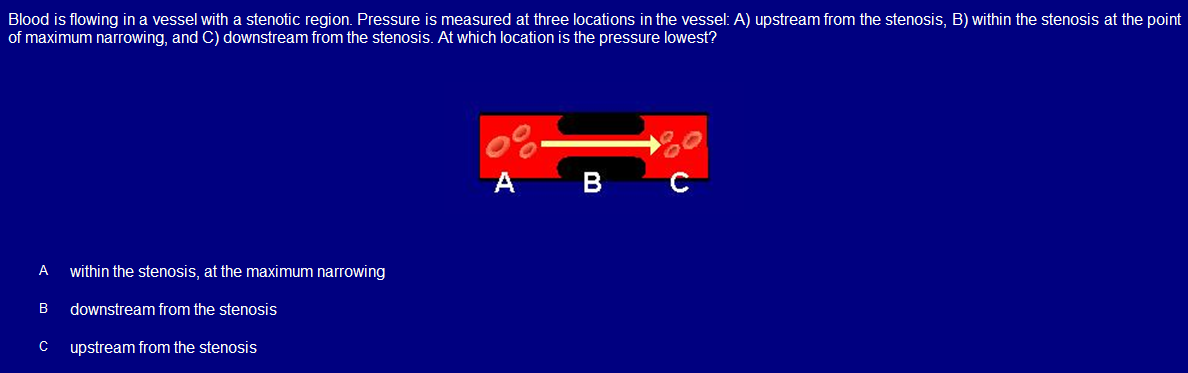 Blood is flowing in a vessel with a stenotic region. Pressure is measured at three locations in the vessel: A) upstream from the stenosis, B) within the stenosis at the point
of maximum narrowing, and C) downstream from the stenosis. At which location is the pressure lowest?
A B C
A within the stenosis, at the maximum narrowing
B downstream from the stenosis
C upstream from the stenosis